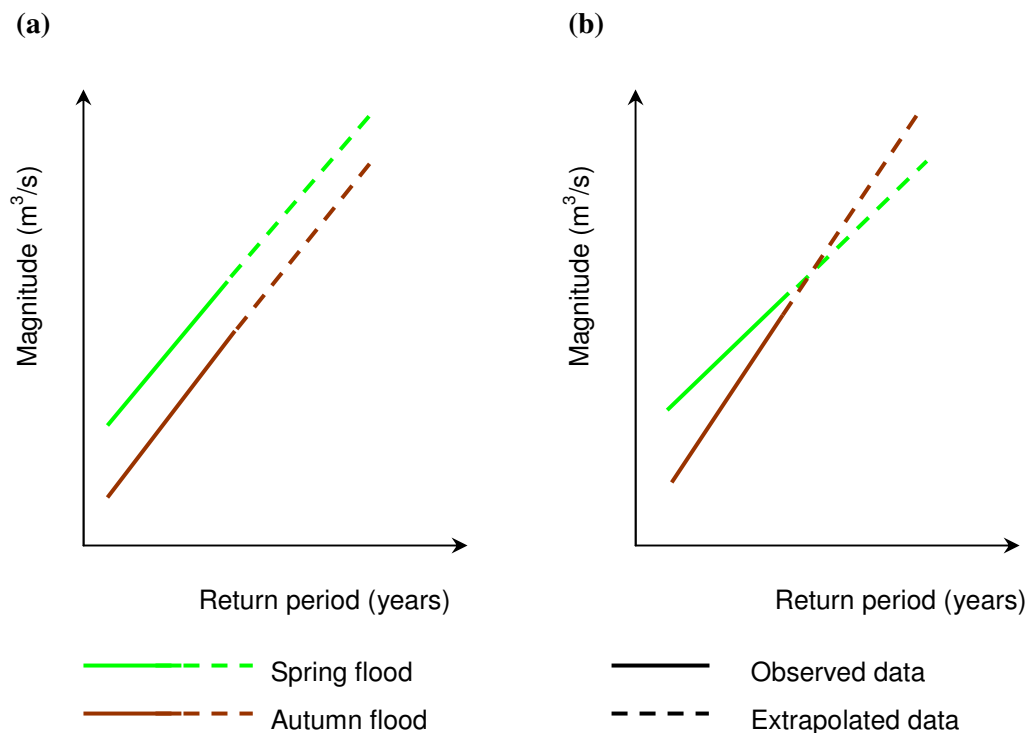 (a)
Magnitude (m³/s)
Return period (years)
(b)
Magnitude (m³/s)
Return period (years)
Spring flood
Autumn flood
Observed data
Extrapolated data